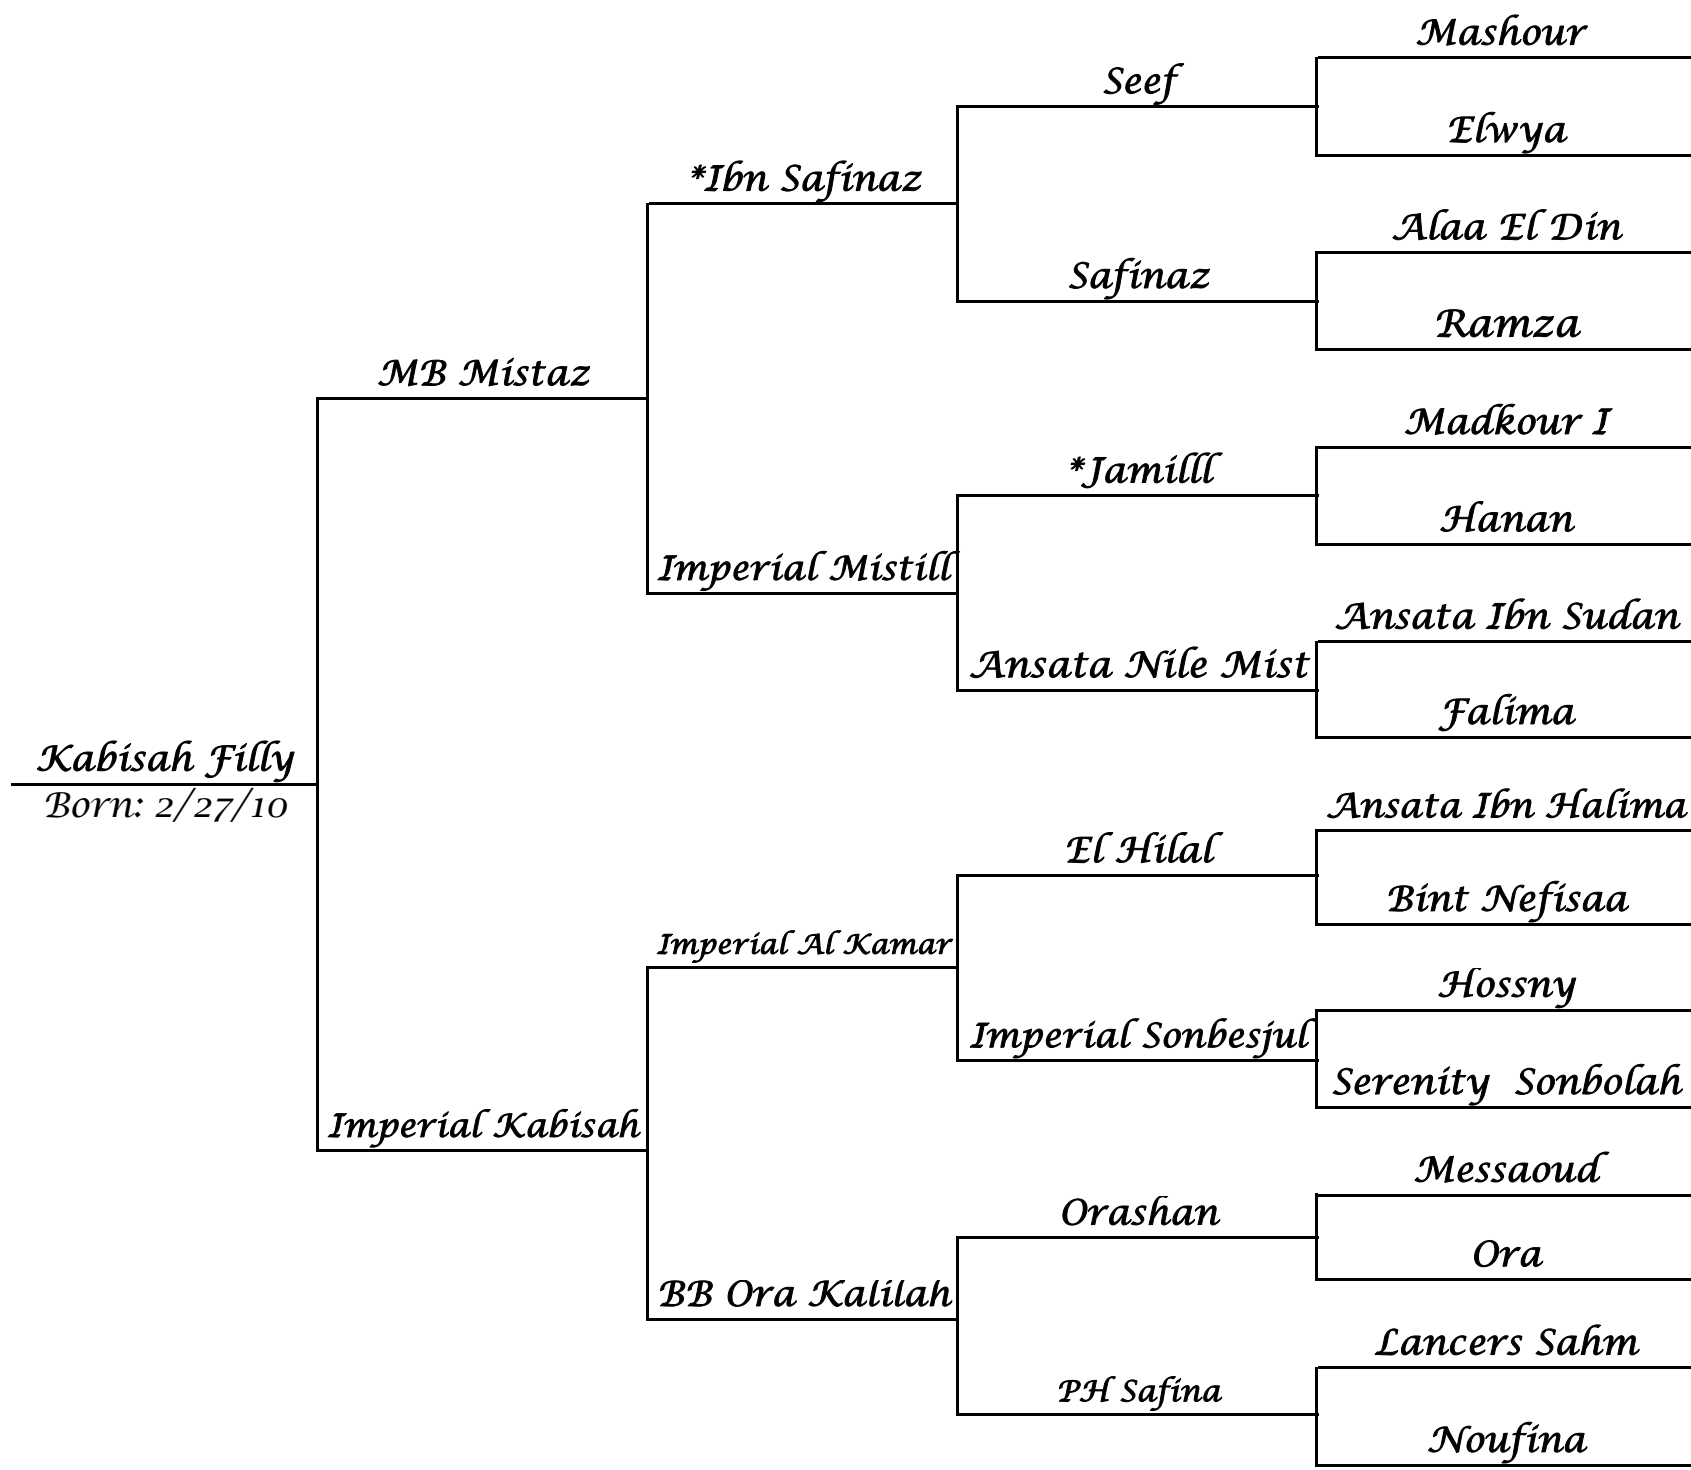 Mashour
Seef
Elwya
*Ibn Safinaz
Alaa El Din
Safinaz
Ramza
MB Mistaz
Madkour I
*Jamilll
Hanan
Imperial Mistill
Ansata Ibn Sudan
Ansata Nile Mist
Falima
Kabisah Filly
Born: 2/27/10
Ansata Ibn Halima
El Hilal
Bint Nefisaa
Imperial Al Kamar
Hossny
Imperial Sonbesjul
Serenity Sonbolah
Imperial Kabisah
Messaoud
Orashan
Ora
BB Ora Kalilah
Lancers Sahm
PH Safina
Noufina